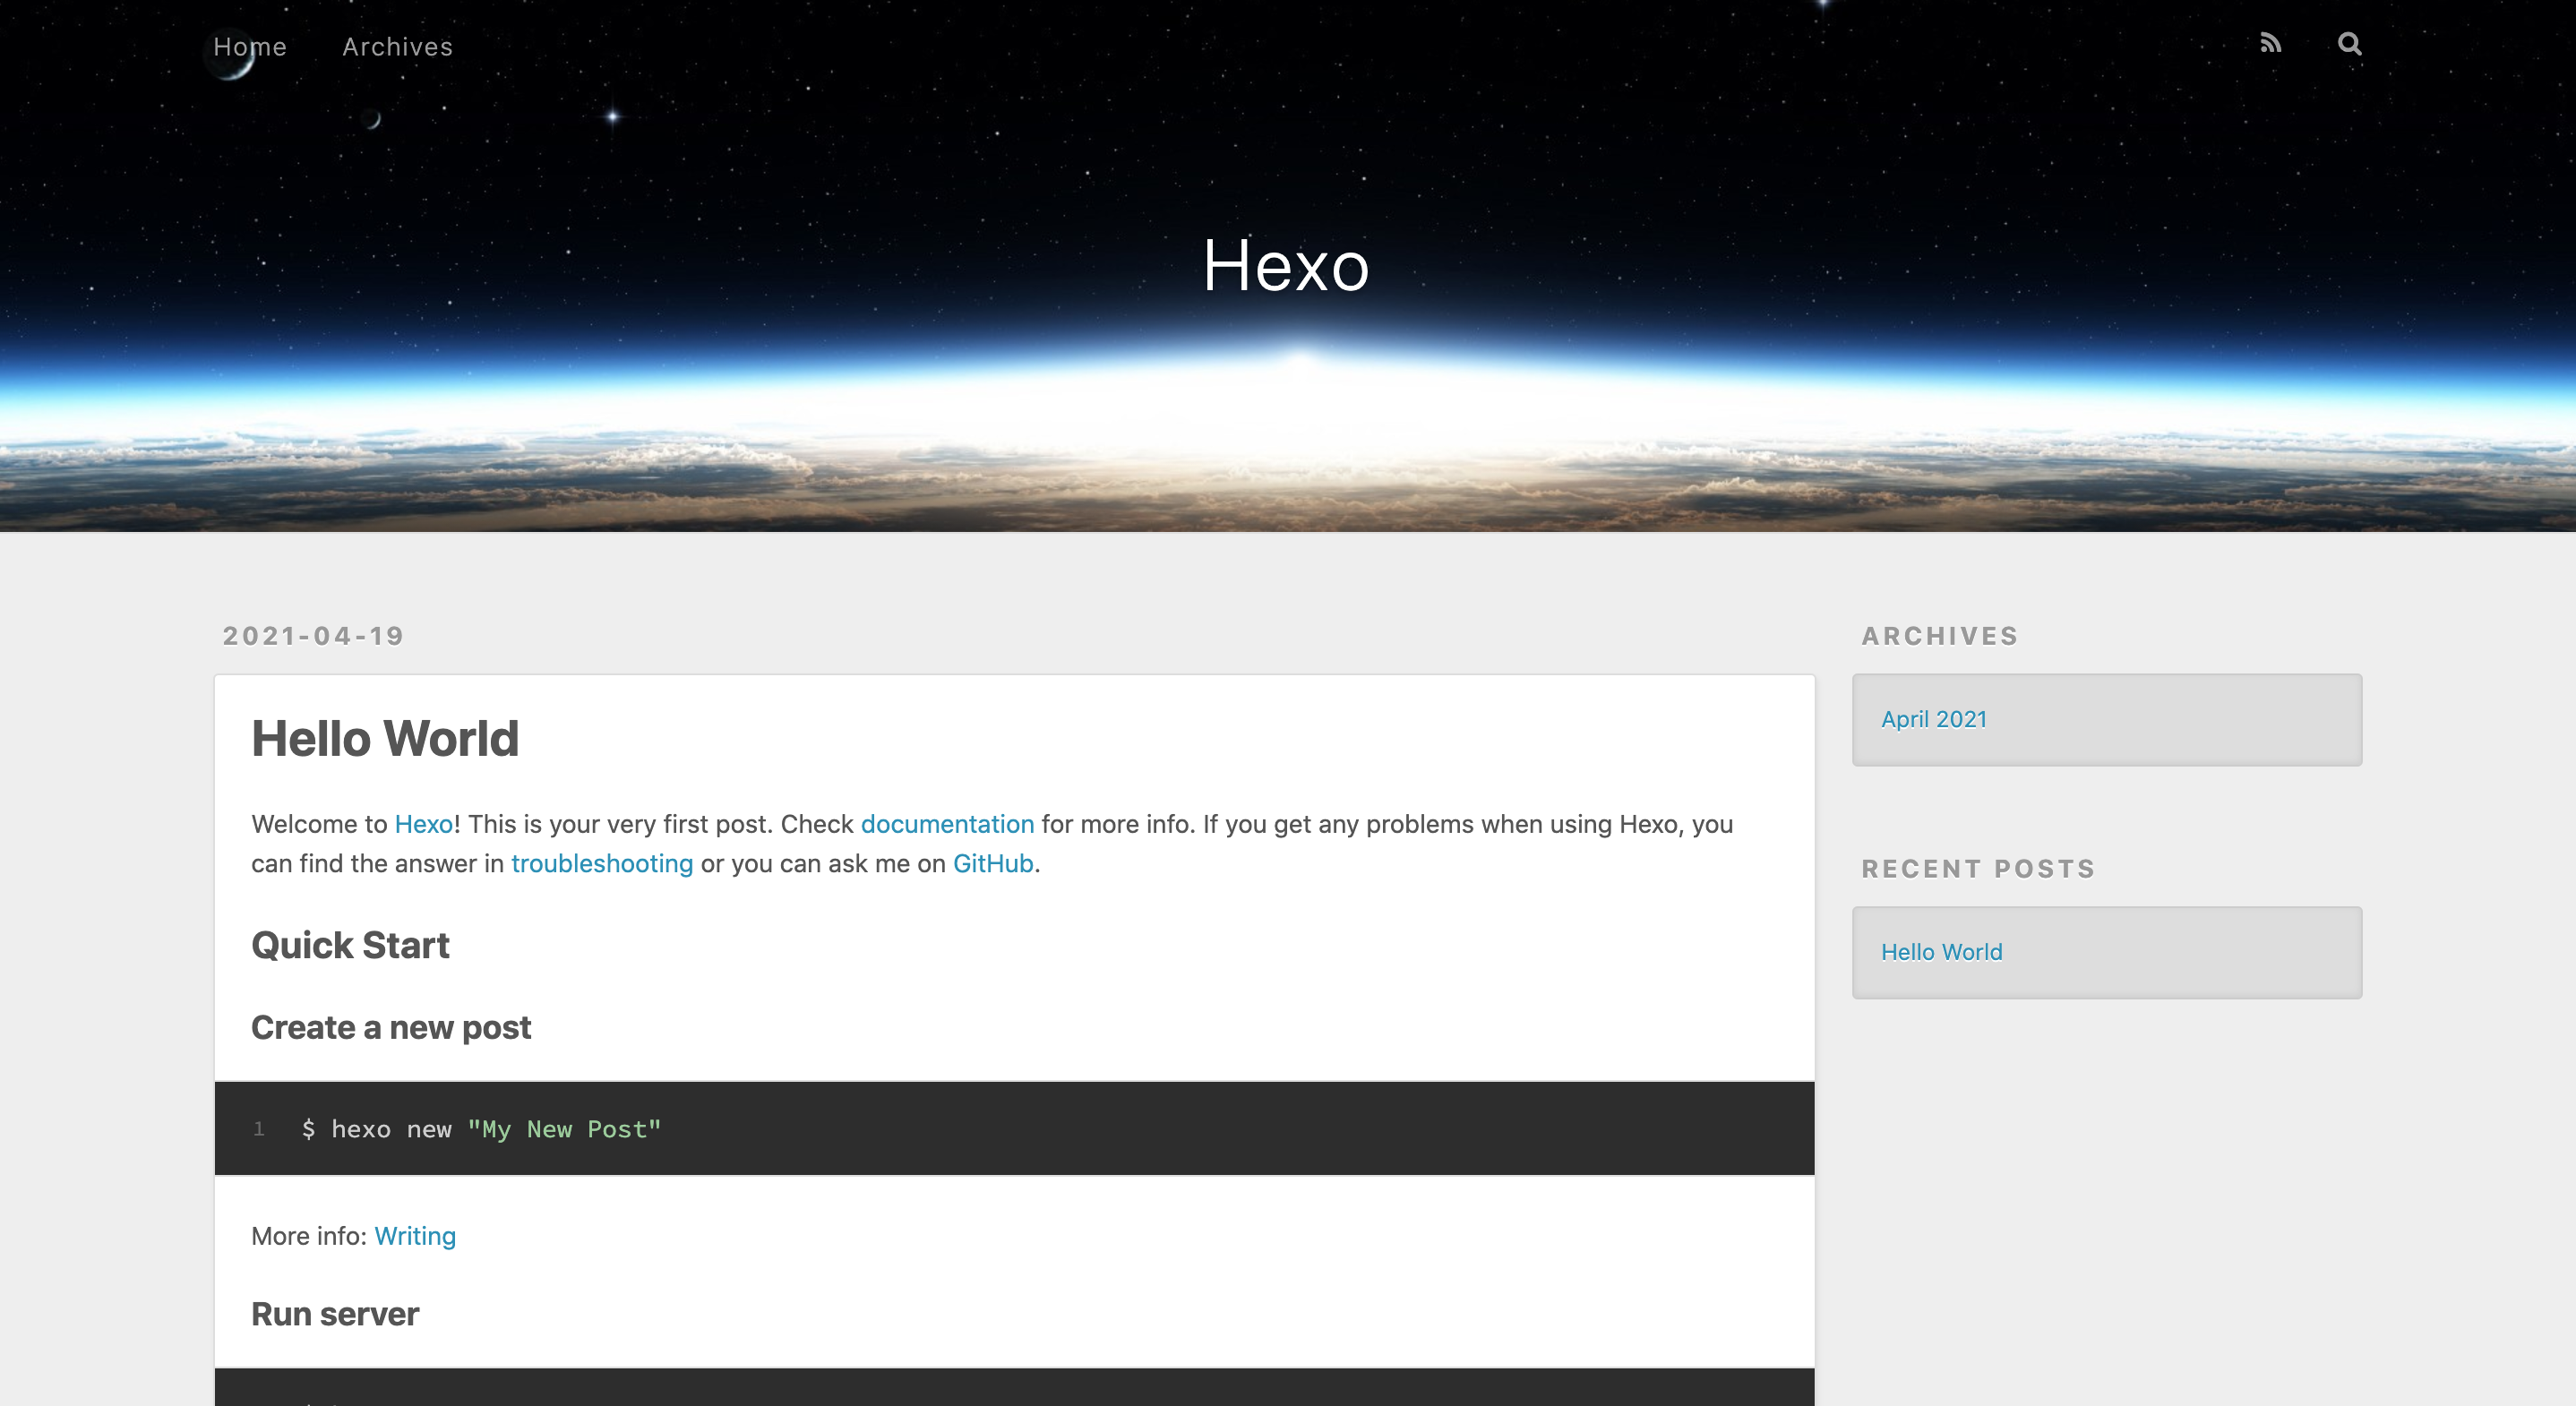 Home Archives
Hexo
2021-04-19
Hello World
Welcome to Hexo! This is your very first post. Check documentation for more info. If you get any problems when using Hexo, you
can find the answer in troubleshooting or you can ask me on GitHub.
Quick Start
Create a new post
1 $ hexo new "My New Post"
More info: Writing
Run server
ARCHIVES
April 2021
RECENT POSTS
Hello World